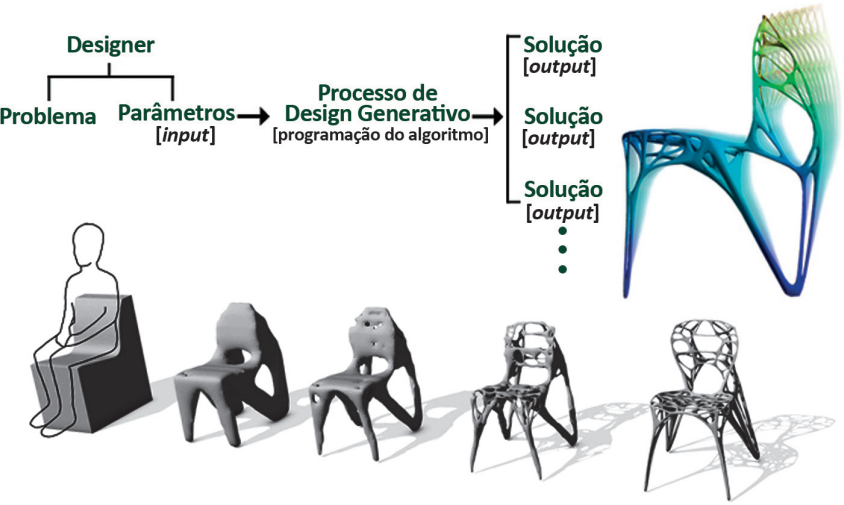 Designer
Problema
Parâmetros
[input]
Processo de
Design Generativo
[programação do algoritmo]
Solução
[output]
Solução
[output]
Solução
[output]